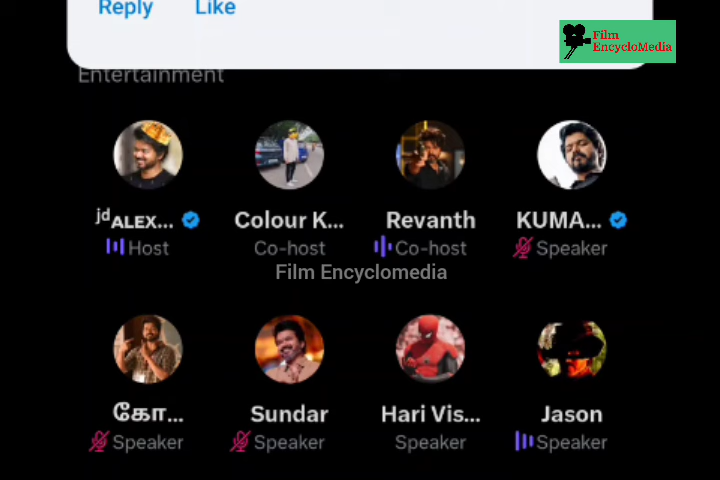 Reply Like
Film
EncycloMedia
Entertainment
jdALEX... Colour K... Revanth KUMA...
Host Co-host Co-host Speaker
Film Encyclomedia
கோ... Sundar Hari Vis... Jason
Speaker Speaker Speaker Speaker